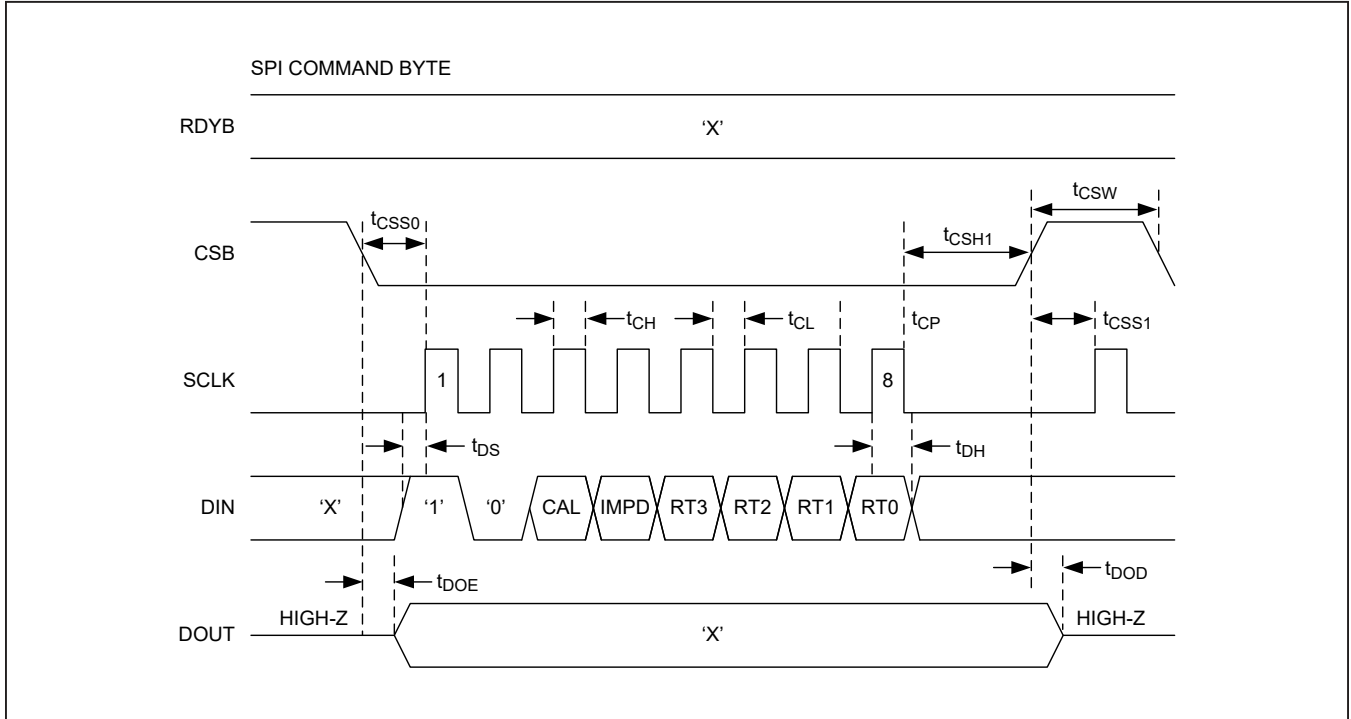 SPI COMMAND BYTE
RDYB ‘X’
tCSW
tCSS0
tCSH1
CSB
tCH tCL tCP tCSS1
SCLK 1 8
tDS tDH
DIN ‘X’ ‘1’ ‘0’ CAL IMPD RT3 RT2 RT1 RT0
tDOE tDOD
HIGH-Z HIGH-Z
DOUT ‘X’